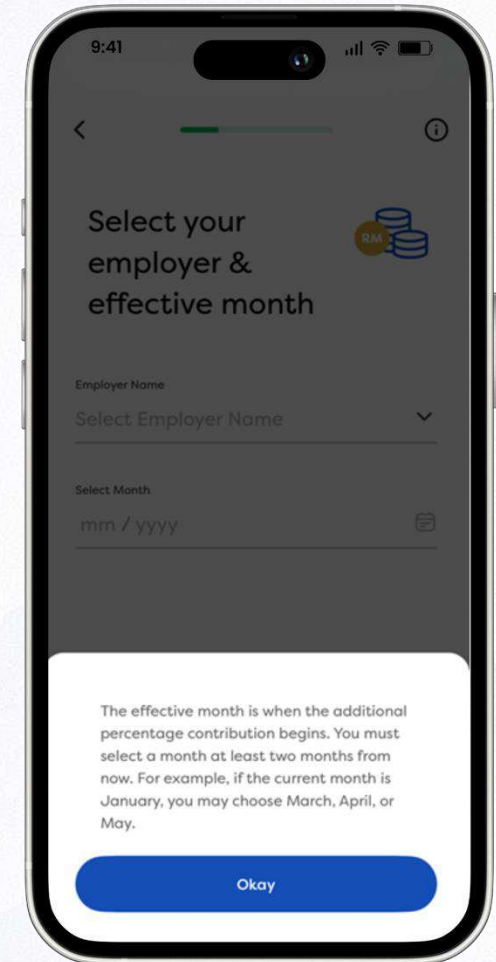 9:41
Select your
employer &
effective month
RM
Employer Name
Select Employer Name
Select Month
mm / yyyy
The effective month is when the additional
percentage contribution begins. You must
select a month at least two months from
now. For example, if the current month is
January, you may choose March, April, or
May.
Okay